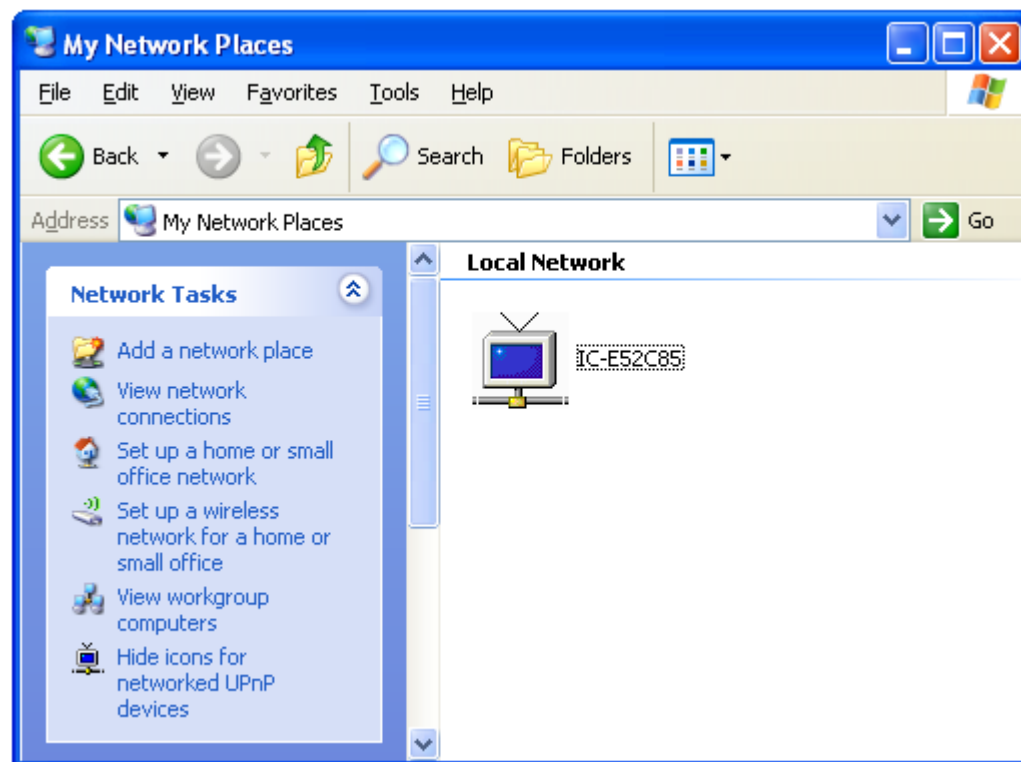 My Network Places
File Edit View Favorites Tools Help
Back Search Folders
Address My Network Places Go
Network Tasks
Add a network place
View network
connections
Set up a home or small
office network
Set up a wireless
network for a home or
small office
View workgroup
computers
Hide icons for
networked UPnP
devices
Local Network
IC-E52C85